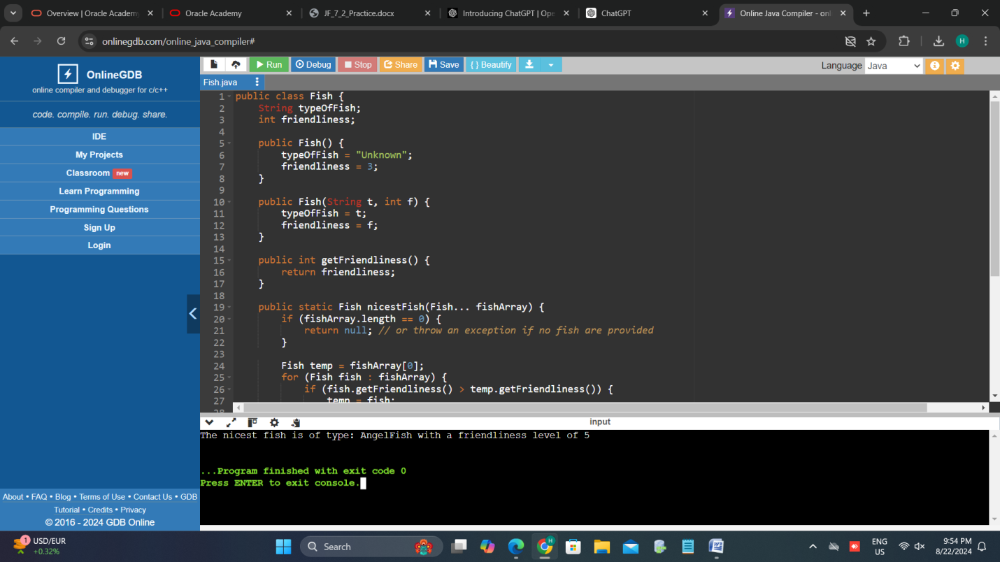 Overview | Oracle Academy
Oracle Academy
JF_7_2_Practice.docx
Introducing ChatGPT | Ope
ChatGPT
Online Java Compiler - onl
onlinegdb.com/online_java_compiler#
H
OnlineGDB
online compiler and debugger for c/c++
code. compile. run. debug. share.
IDE
My Projects
Classroom new
Learn Programming
Programming Questions
Sign Up
Login
About • FAQ • Blog • Terms of Use • Contact Us • GDB
Tutorial • Credits • Privacy
© 2016 - 2024 GDB Online
Run Debug Stop Share Save { } Beautify
Language Java
Fish.java
1 public class Fish {
2     String typeOfFish;
3     int friendliness;
4
5     public Fish() {
6         typeOfFish = "Unknown";
7         friendliness = 3;
8     }
9
10     public Fish(String t, int f) {
11         typeOfFish = t;
12         friendliness = f;
13     }
14
15     public int getFriendliness() {
16         return friendliness;
17     }
18
19     public static Fish nicestFish(Fish... fishArray) {
20         if (fishArray.length == 0) {
21             return null; // or throw an exception if no fish are provided
22         }
23
24         Fish temp = fishArray[0];
25         for (Fish fish : fishArray) {
26             if (fish.getFriendliness() > temp.getFriendliness()) {
27                 temp = fish;
28
input
The nicest fish is of type: AngelFish with a friendliness level of 5
...Program finished with exit code 0
Press ENTER to exit console.
1
USD/EUR
+0.32%
Search
H
ENG
US
9:54 PM
8/22/2024